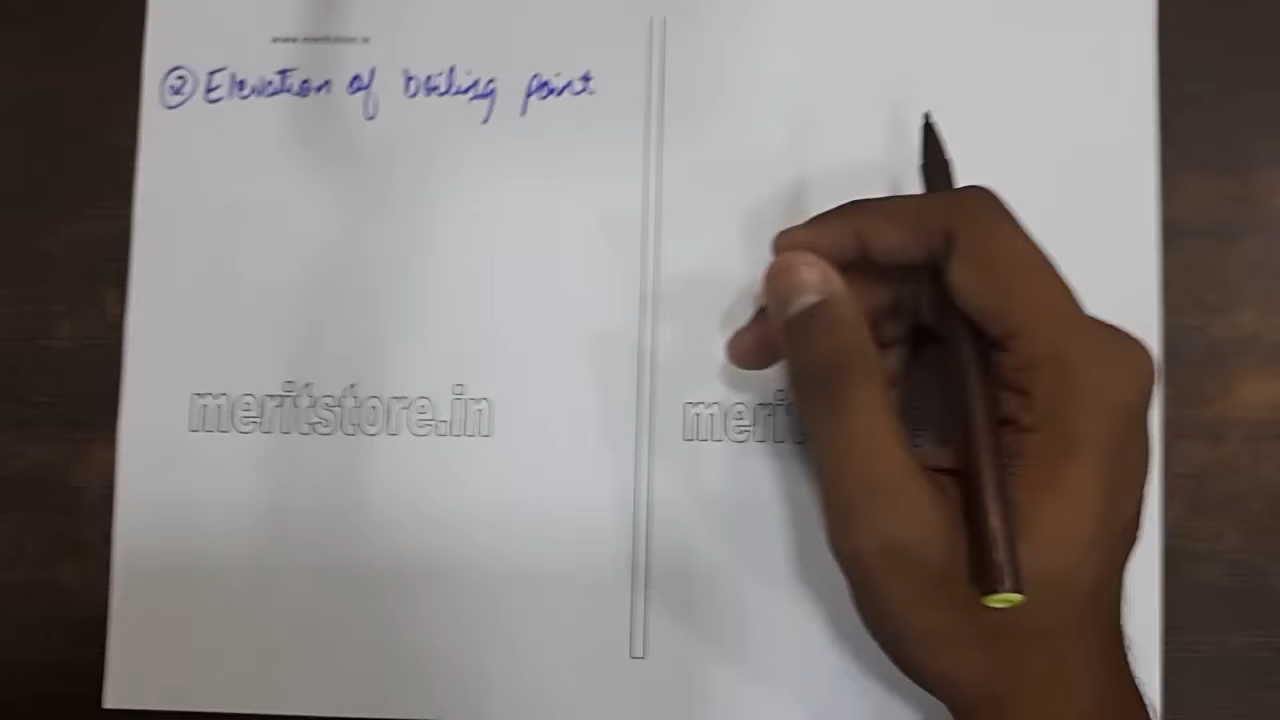 ② Elevation of boiling point
meritstore.in
meri